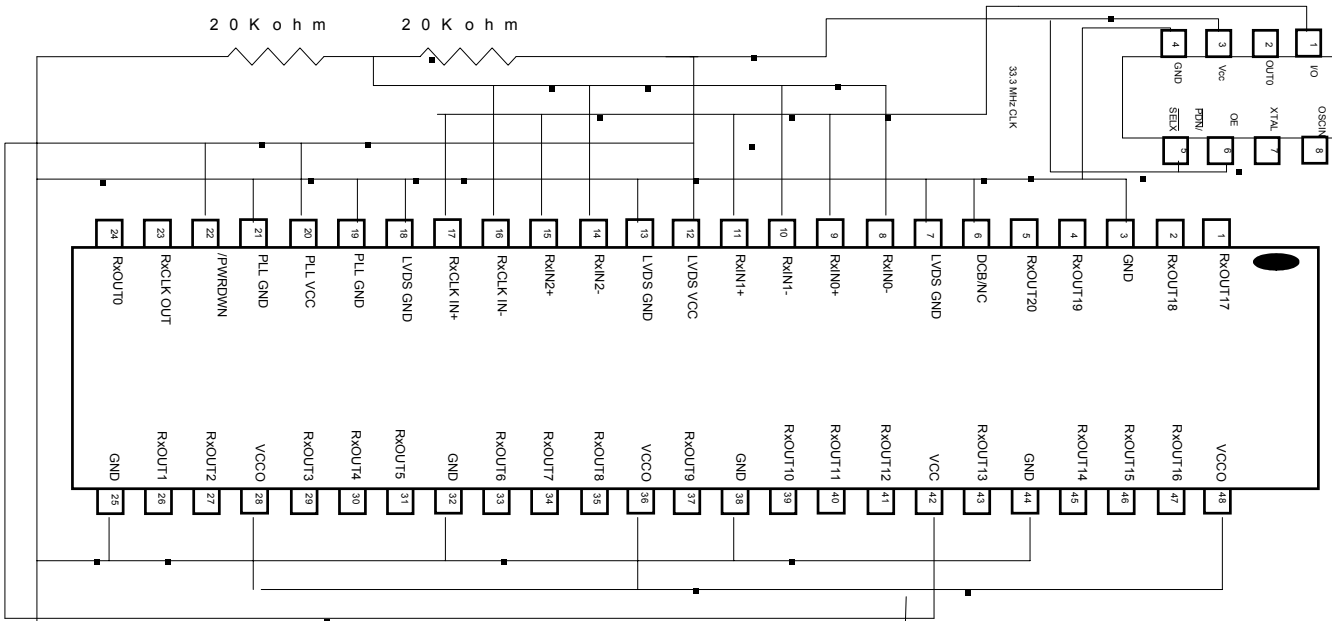 20Kohm 20Kohm
33.3 MHz CLK
4 3 2 1
GND Vcc OUT0 I/O
SELX PDN/ OE XTAL OSCIN
5 6 7 8
24 23 22 21 20 19 18 17 16 15 14 13 12 11 10 9 8 7 6 5 4 3 2 1
RxOUT0
RxCLK OUT
/PWRDWN
PLL GND
PLL VCC
PLL GND
LVDS GND
RxCLK IN+
RxCLK IN-
RxIN2+
RxIN2-
LVDS GND
LVDS VCC
RxIN1+
RxIN1-
RxIN0+
RxIN0-
LVDS GND
DCB/NC
RxOUT20
RxOUT19
GND
RxOUT18
RxOUT17
GND
RxOUT1
RxOUT2
VCCO
RxOUT3
RxOUT4
RxOUT5
GND
RxOUT6
RxOUT7
RxOUT8
VCCO
RxOUT9
GND
RxOUT10
RxOUT11
RxOUT12
VCC
RxOUT13
GND
RxOUT14
RxOUT15
RxOUT16
VCCO
25 26 27 28 29 30 31 32 33 34 35 36 37 38 39 40 41 42 43 44 45 46 47 48